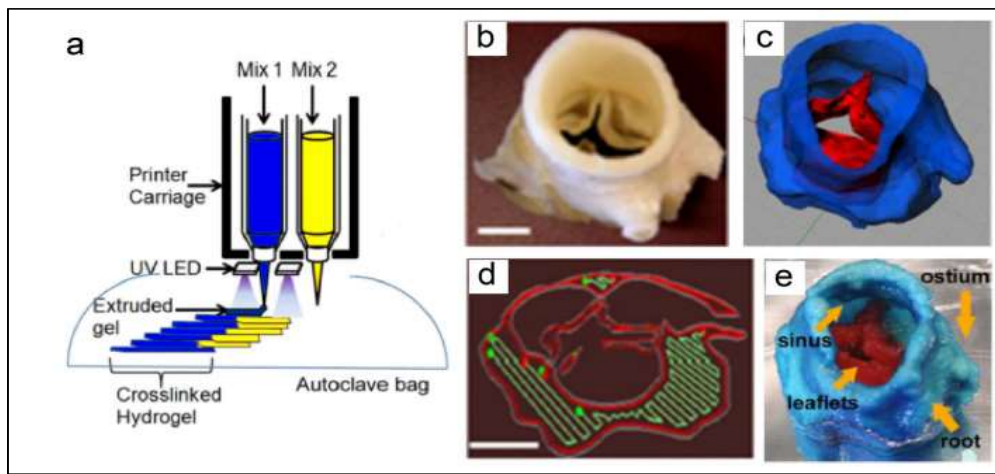 a
Mix 1
Mix 2
Printer
Carriage
UV LED
Extruded
gel
Crosslinked
Hydrogel
Autoclave bag
b
c
d
e
ostium
sinus
leaflets
root